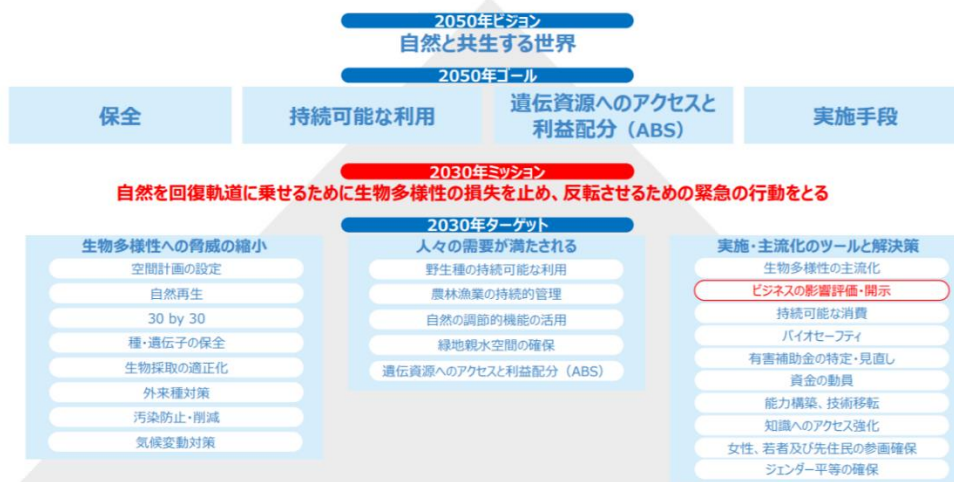 2050年ビジョン
自然と共生する世界
2050年ゴール
保全
持続可能な利用
遺伝資源へのアクセスと
利益配分（ABS）
実施手段
2030年ミッション
自然を回復軌道に乗せるために生物多様性の損失を止め、反転させるための緊急の行動をとる
2030年ターゲット
生物多様性への脅威の縮小
空間計画の設定
自然再生
30 by 30
種・遺伝子の保全
生物採取の適正化
外来種対策
汚染防止・削減
気候変動対策
人々の需要が満たされる
野生種の持続可能な利用
農林漁業の持続的管理
自然の調節的機能の活用
緑地親水空間の確保
遺伝資源へのアクセスと利益配分（ABS）
実施・主流化のツールと解決策
生物多様性の主流化
ビジネスの影響評価・開示
持続可能な消費
バイオセーフティ
有害補助金の特定・見直し
資金の動員
能力構築、技術移転
知識へのアクセス強化
女性、若者及び先住民の参画確保
ジェンダー平等の確保